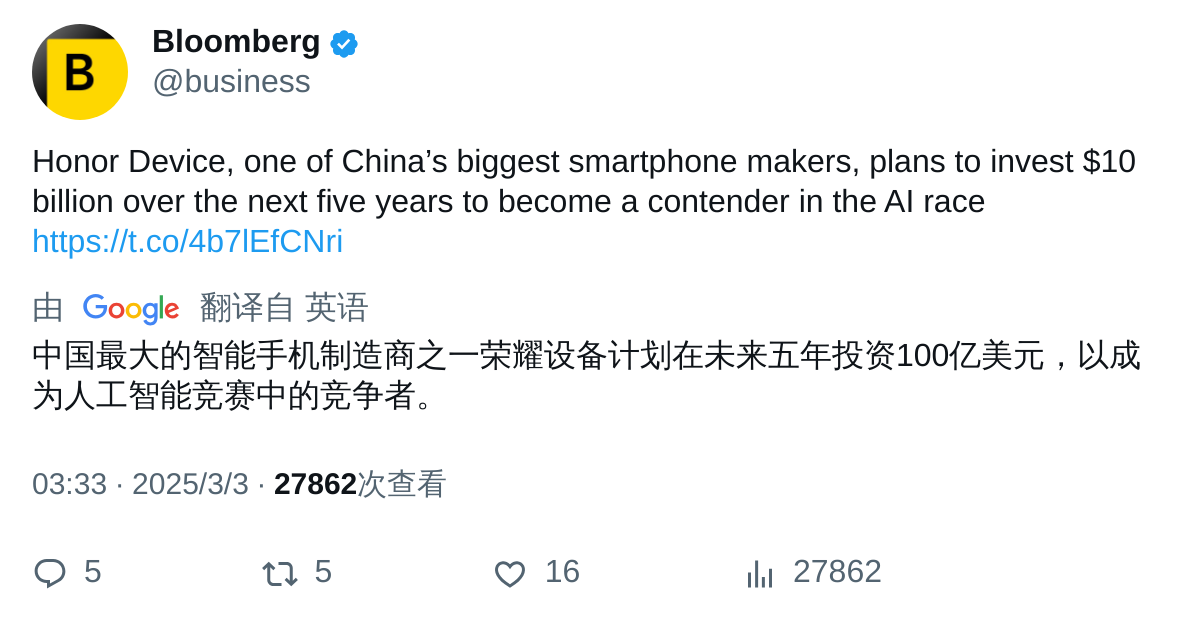 B
Bloomberg
@business
Honor Device, one of China’s biggest smartphone makers, plans to invest $10
billion over the next five years to become a contender in the AI race
https://t.co/4b7lEfCNri
由 Google 翻译自 英语
中国最大的智能手机制造商之一荣耀设备计划在未来五年投资100亿美元，以成
为人工智能竞赛中的竞争者。
03:33 · 2025/3/3 · 27862次查看
5 5 16 27862